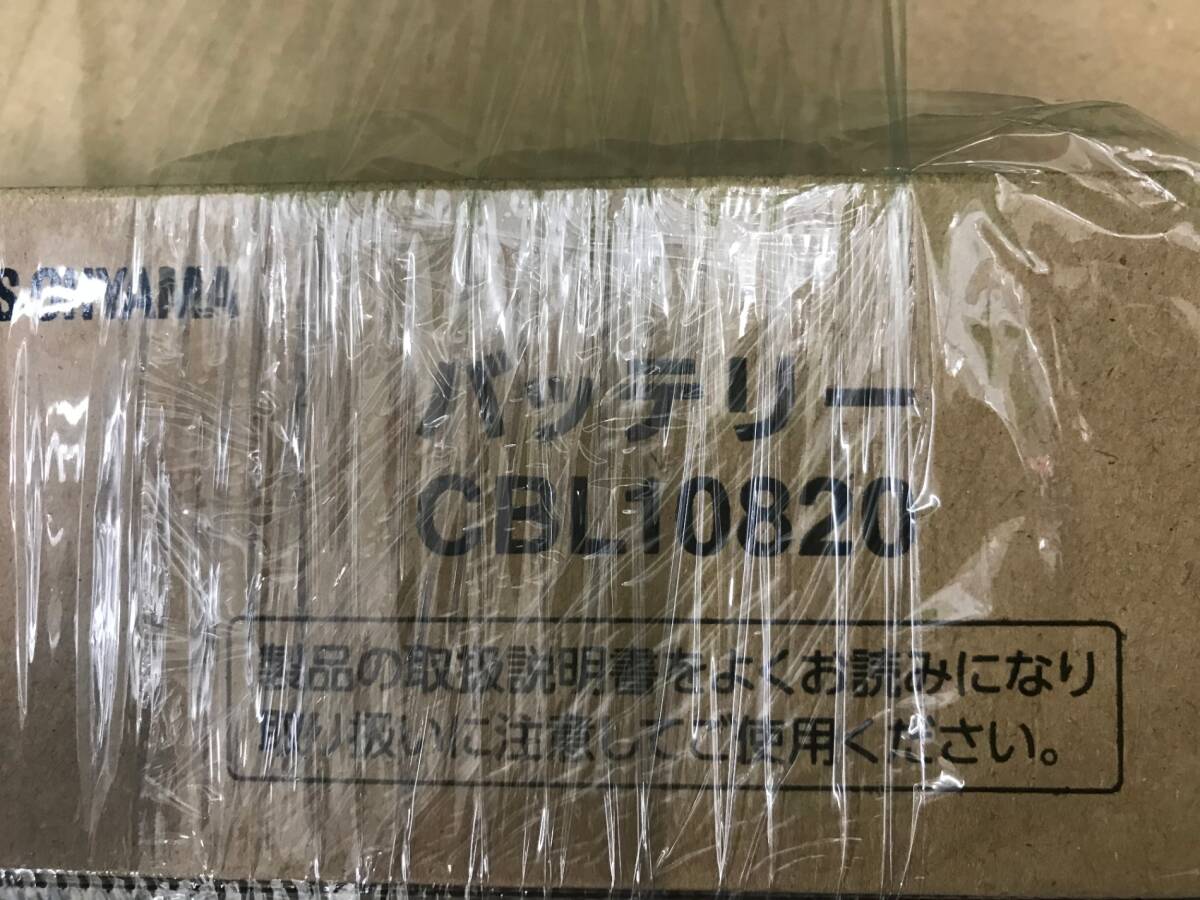 S OHYAMA
バッテリー
CBL10820
製品の取扱説明書をよくお読みになり
取り扱いに注意してご使用ください。